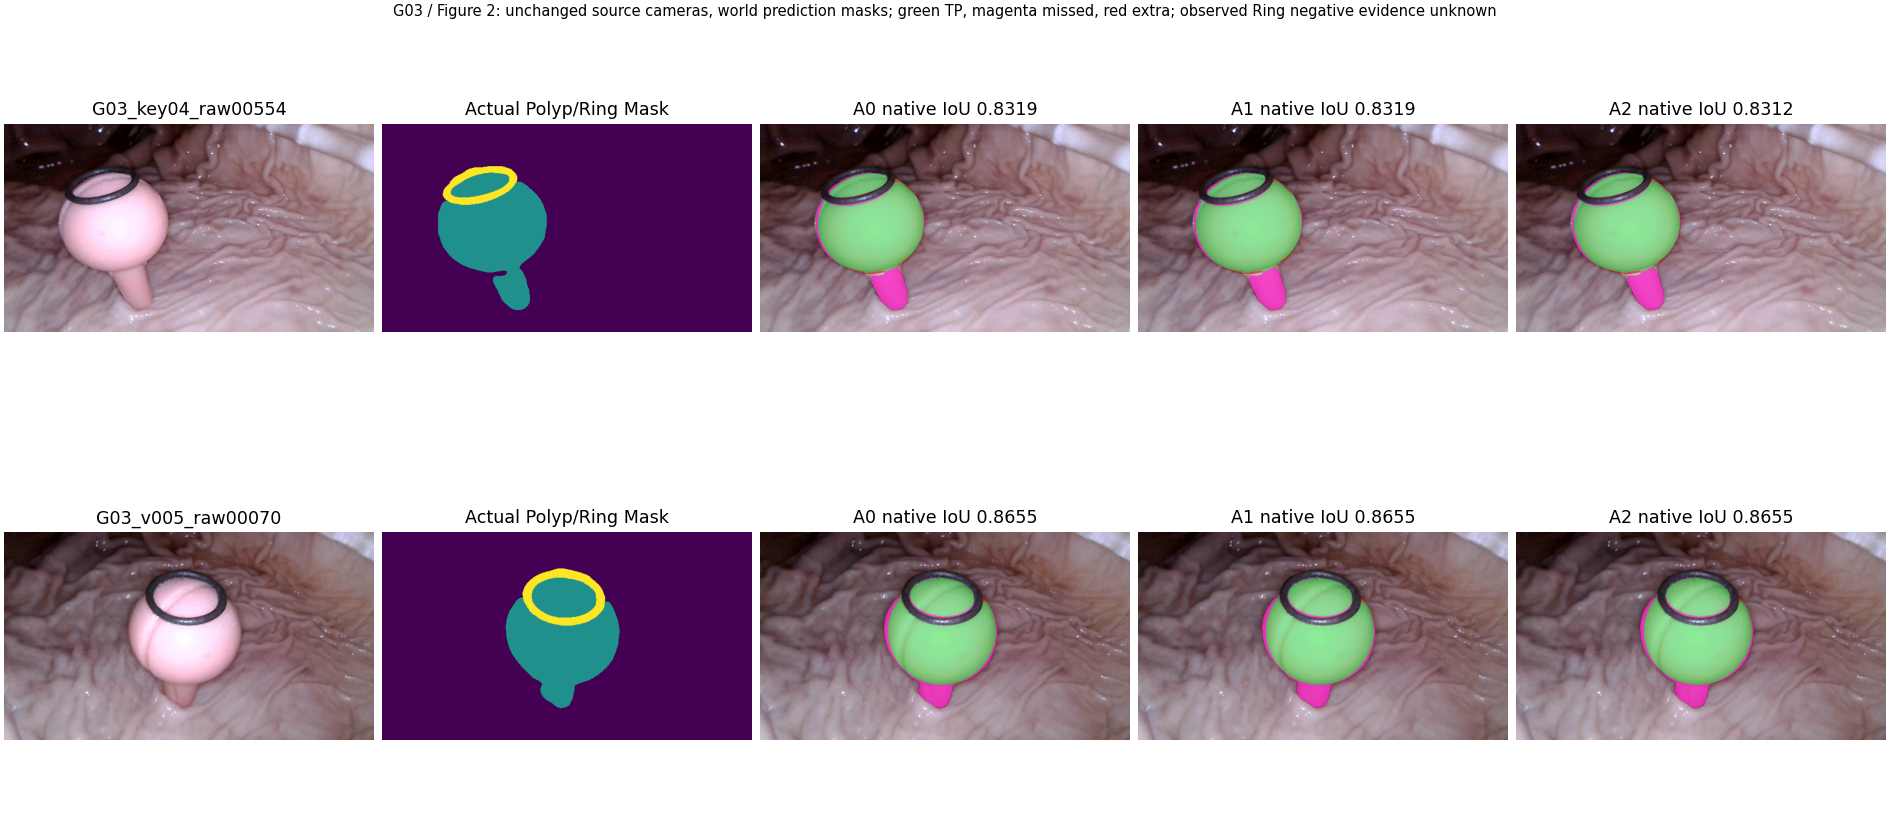 G03 / Figure 2: unchanged source cameras, world prediction masks; green TP, magenta missed, red extra; observed Ring negative evidence unknown
G03_key04_raw00554
Actual Polyp/Ring Mask
A0 native IoU 0.8319
A1 native IoU 0.8319
A2 native IoU 0.8312
G03_v005_raw00070
Actual Polyp/Ring Mask
A0 native IoU 0.8655
A1 native IoU 0.8655
A2 native IoU 0.8655